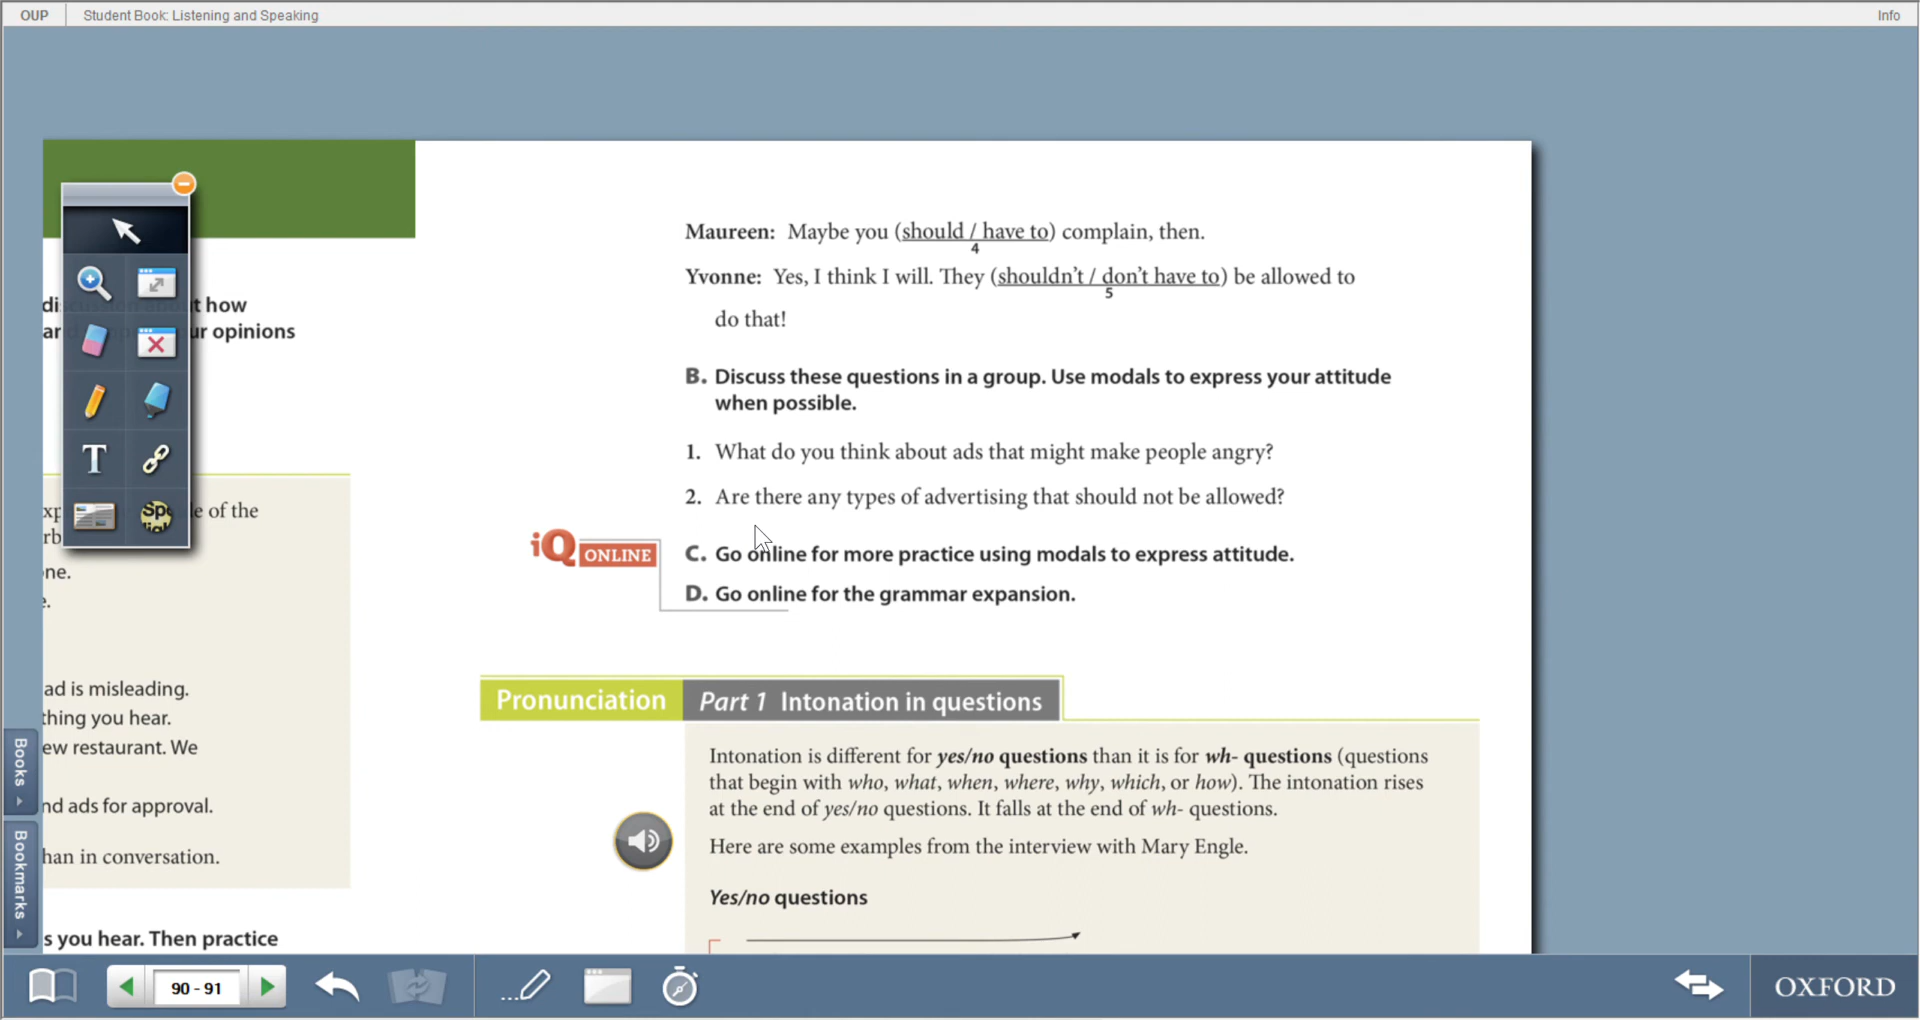 OUP
Student Book: Listening and Speaking
Info
how
ur opinions
le of the
ne.
ad is misleading.
thing you hear.
ew restaurant. We
nd ads for approval.
han in conversation.
s you hear. Then practice
Maureen: Maybe you (should / have to) complain, then.
4
Yvonne: Yes, I think I will. They (shouldn't / don't have to) be allowed to
5
do that!
B. Discuss these questions in a group. Use modals to express your attitude
when possible.
1. What do you think about ads that might make people angry?
2. Are there any types of advertising that should not be allowed?
iQ ONLINE
C. Go online for more practice using modals to express attitude.
D. Go online for the grammar expansion.
Pronunciation Part 1 Intonation in questions
Intonation is different for yes/no questions than it is for wh- questions (questions
that begin with who, what, when, where, why, which, or how). The intonation rises
at the end of yes/no questions. It falls at the end of wh- questions.
Here are some examples from the interview with Mary Engle.
Yes/no questions
T
Books
Bookmarks
90 - 91
OXFORD